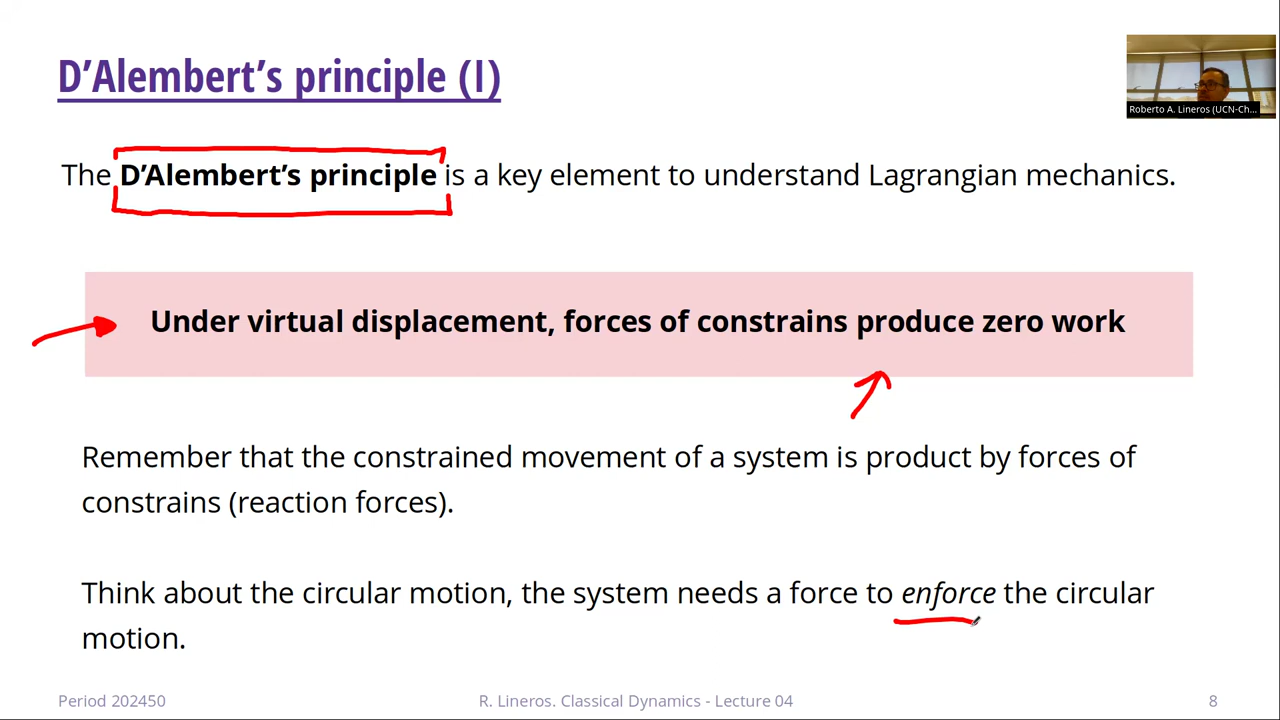 D’Alembert’s principle (I)
Roberto A. Lineros (UCN-Ch...
The D’Alembert’s principle is a key element to understand Lagrangian mechanics.
Under virtual displacement, forces of constrains produce zero work
Remember that the constrained movement of a system is product by forces of
constrains (reaction forces).
Think about the circular motion, the system needs a force to enforce the circular
motion.
Period 202450
R. Lineros. Classical Dynamics - Lecture 04
8